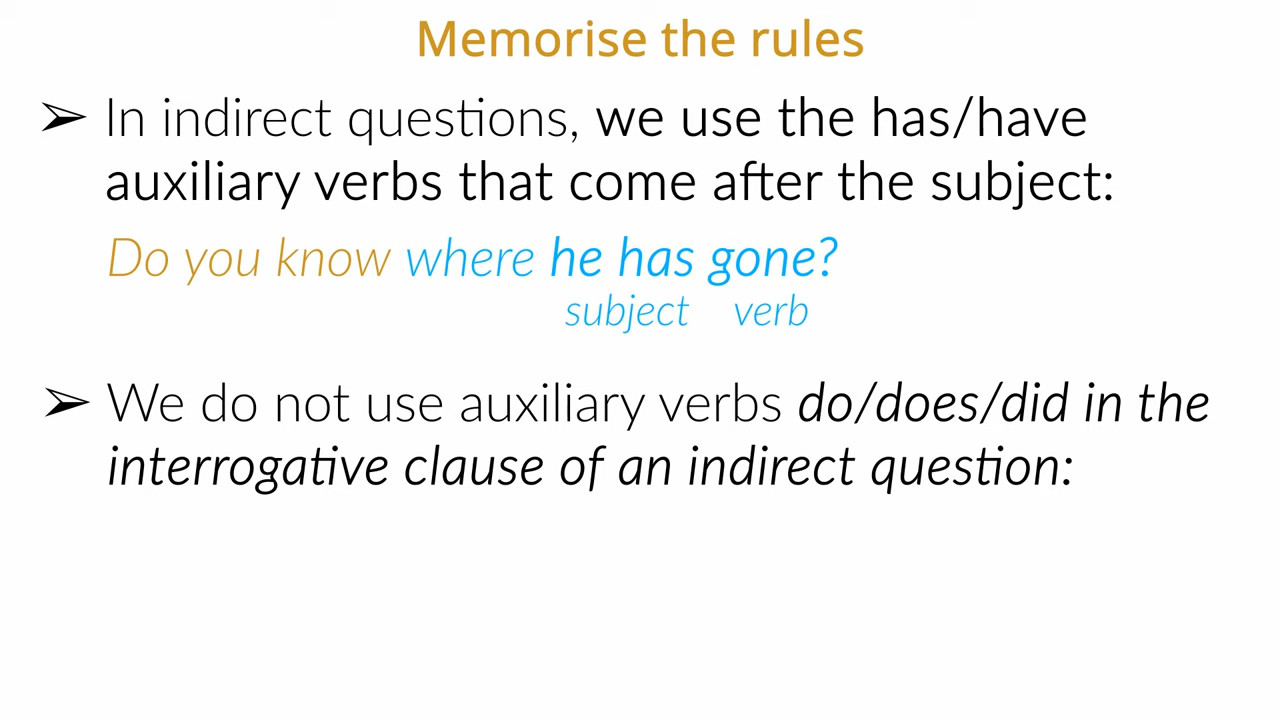 Memorise the rules
➢ In indirect questions, we use the has/have
auxiliary verbs that come after the subject:
Do you know where he has gone?
subject verb
➢ We do not use auxiliary verbs do/does/did in the
interrogative clause of an indirect question: